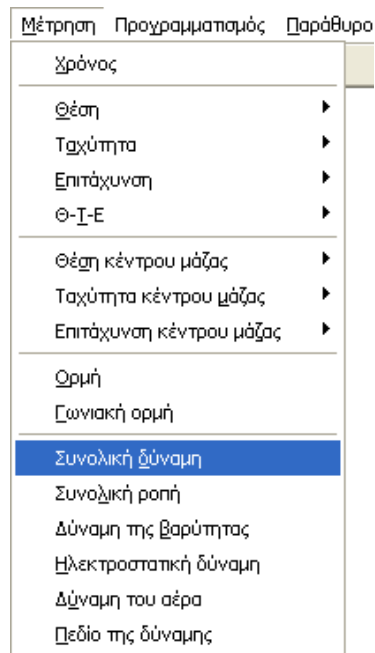 Μέτρηση Προγραμματισμός Παράθυρο
Χρόνος
Θέση
Ταχύτητα
Επιτάχυνση
Θ-Τ-Ε
Θέση κέντρου μάζας
Ταχύτητα κέντρου μάζας
Επιτάχυνση κέντρου μάζας
Ορμή
Γωνιακή ορμή
Συνολική δύναμη
Συνολική ροπή
Δύναμη της βαρύτητας
Ηλεκτροστατική δύναμη
Δύναμη του αέρα
Πεδίο της δύναμης